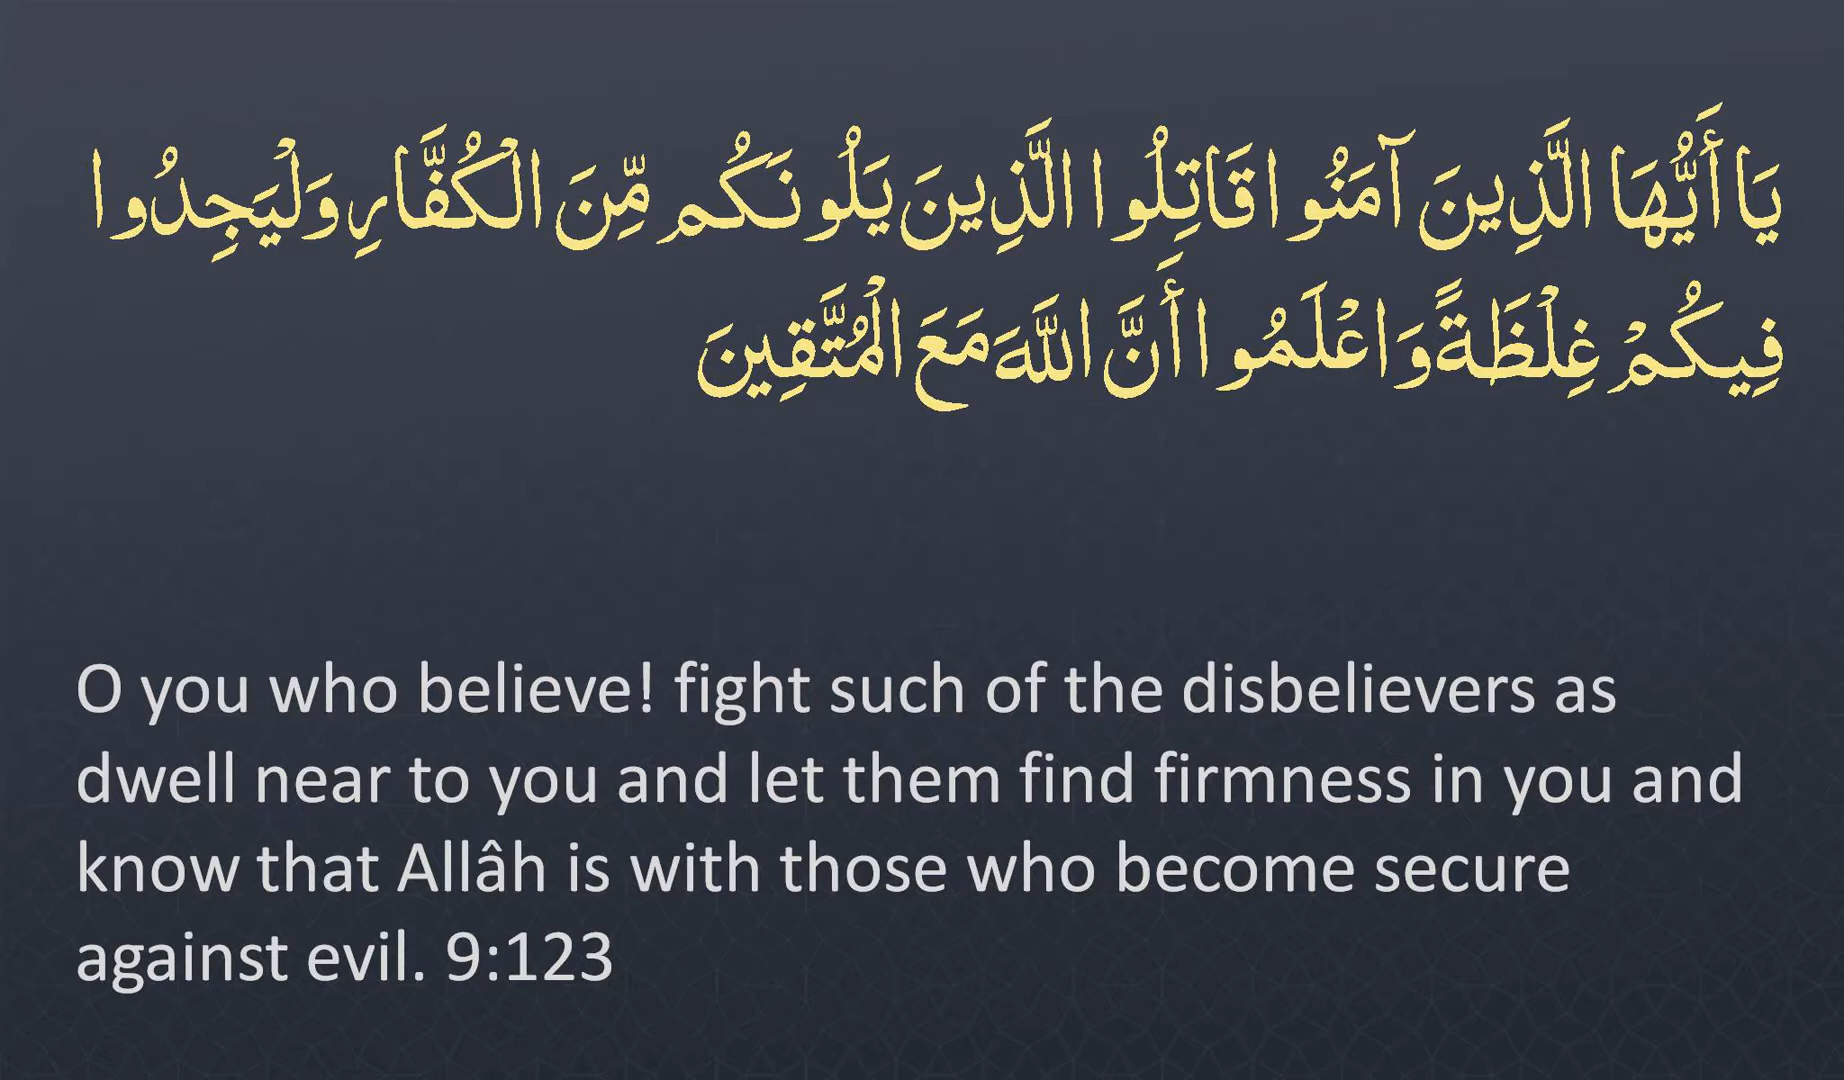 يَا أَيُّهَا الَّذِينَ آمَنُوا قَاتِلُوا الَّذِينَ يَلُونَكُم مِّنَ الْكُفَّارِ وَلْيَجِدُوا
فِيكُمْ غِلْظَةً وَاعْلَمُوا أَنَّ اللَّهَ مَعَ الْمُتَّقِينَ
O you who believe! fight such of the disbelievers as
dwell near to you and let them find firmness in you and
know that Allâh is with those who become secure
against evil. 9:123